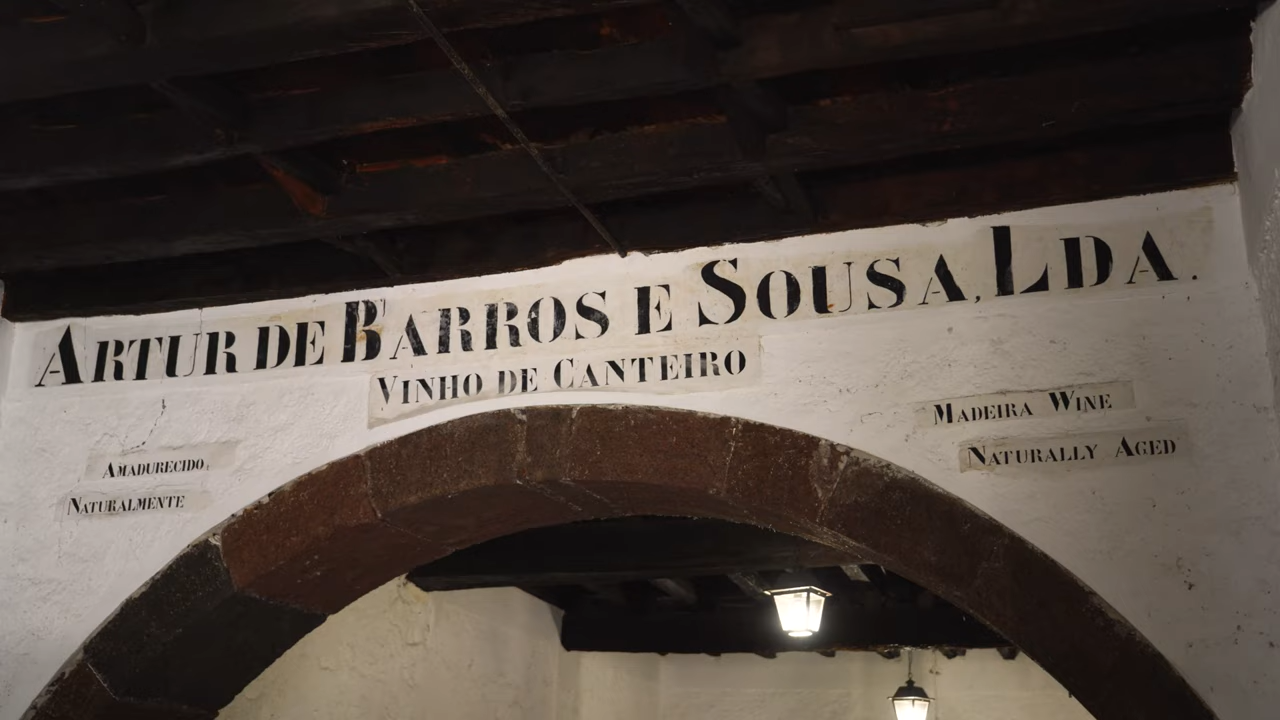 ARTUR DE BARROS E SOUSA, LDA.
VINHO DE CANTEIRO
AMADURECIDO
NATURALMENTE
MADEIRA WINE
NATURALLY AGED